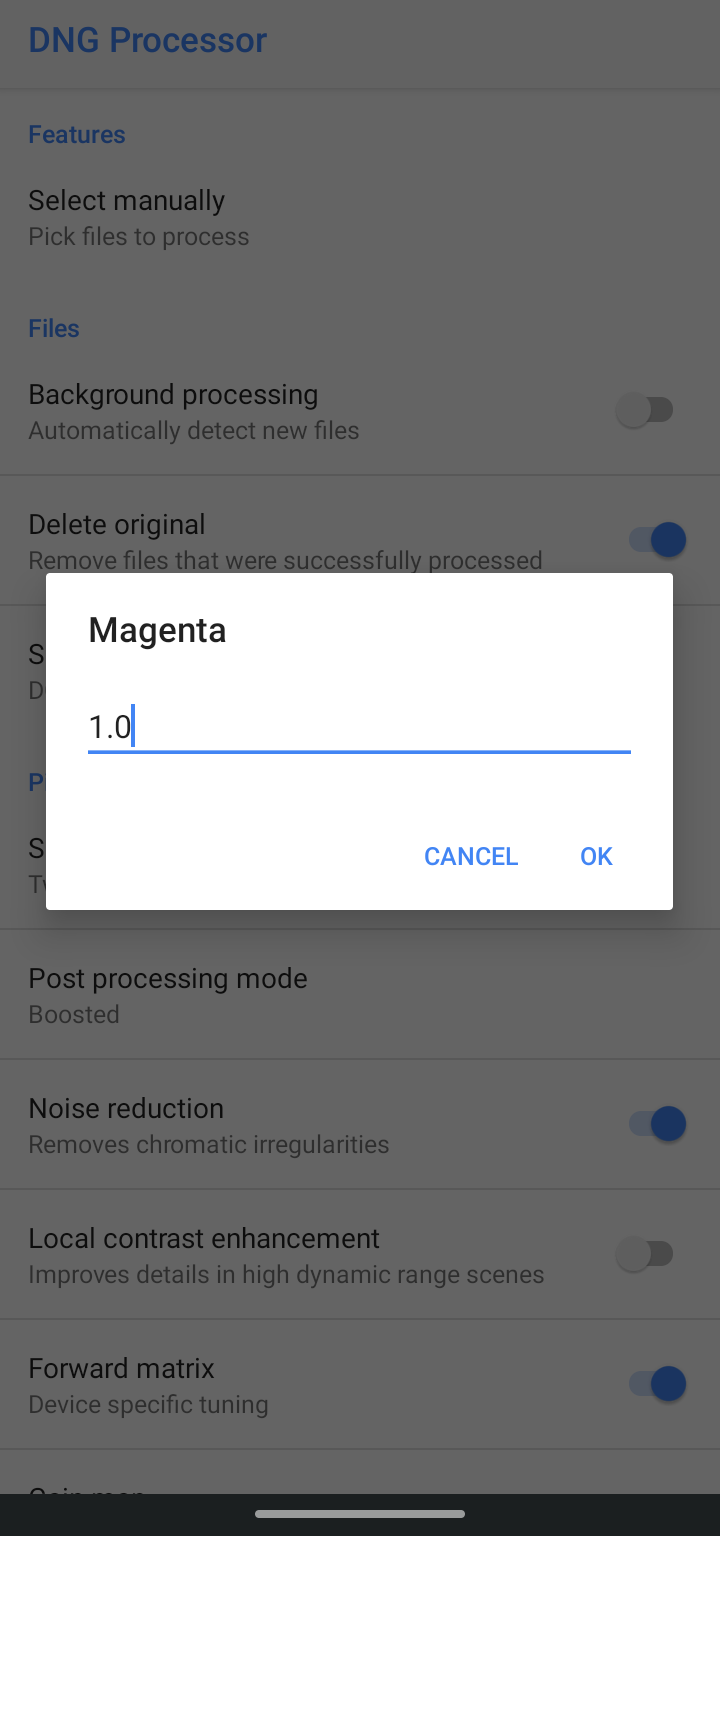 DNG Processor
Features
Select manually
Pick files to process
Files
Background processing
Automatically detect new files
Delete original
Remove files that were successfully processed
Magenta
1.0
CANCEL
OK
Post processing mode
Boosted
Noise reduction
Removes chromatic irregularities
Local contrast enhancement
Improves details in high dynamic range scenes
Forward matrix
Device specific tuning